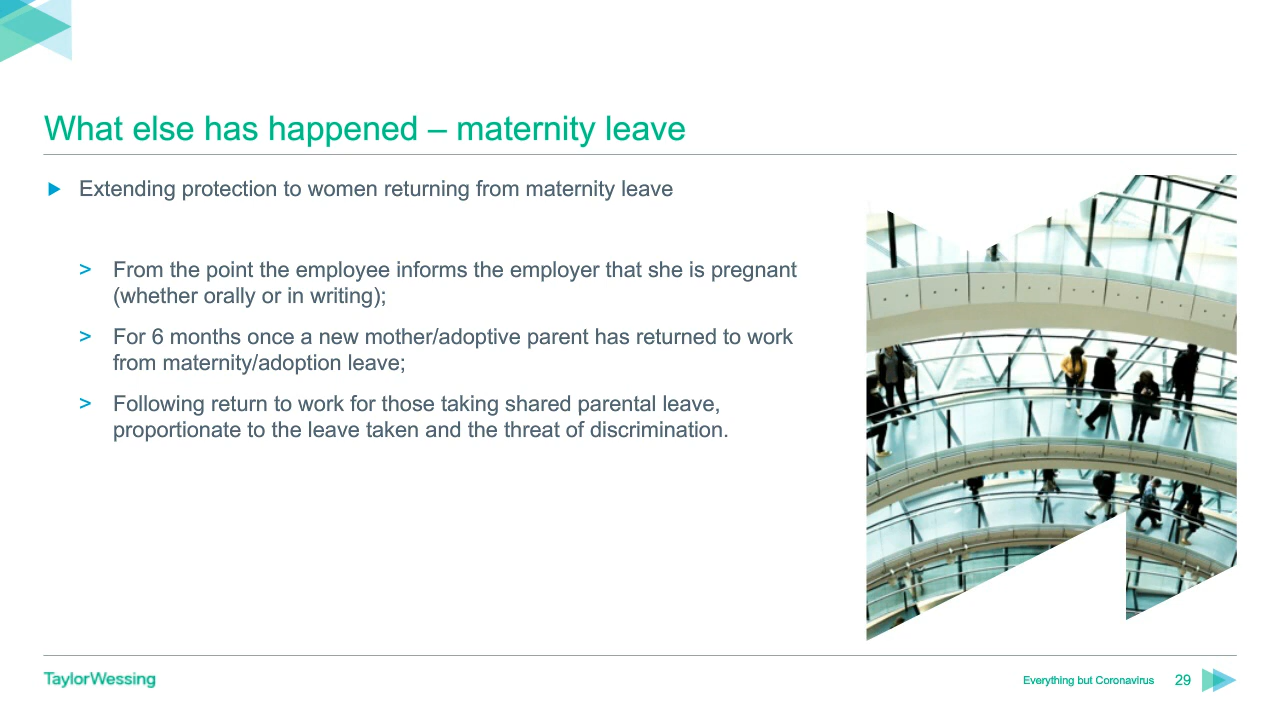 What else has happened – maternity leave
Extending protection to women returning from maternity leave
> From the point the employee informs the employer that she is pregnant
(whether orally or in writing);
> For 6 months once a new mother/adoptive parent has returned to work
from maternity/adoption leave;
> Following return to work for those taking shared parental leave,
proportionate to the leave taken and the threat of discrimination.
TaylorWessing
Everything but Coronavirus 29